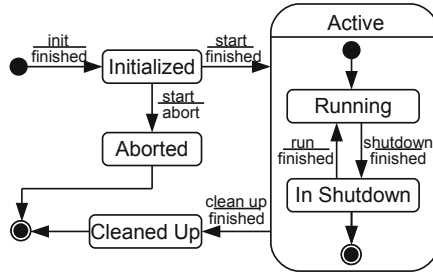 Active
init
finished
Initialized
start
finished
start
abort
Running
Aborted
run
finished
shutdown
finished
In Shutdown
clean up
finished
Cleaned Up